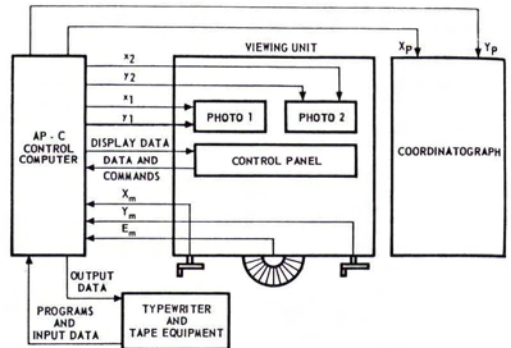 x2
VIEWING UNIT
Xp
Yp
y2
x1
y1
PHOTO 1
PHOTO 2
AP - C
CONTROL
COMPUTER
DISPLAY DATA
DATA AND
COMMANDS
CONTROL PANEL
COORDINATOGRAPH
Xm
Ym
Em
OUTPUT
DATA
PROGRAMS
AND
INPUT DATA
TYPEWRITER
AND
TAPE EQUIPMENT